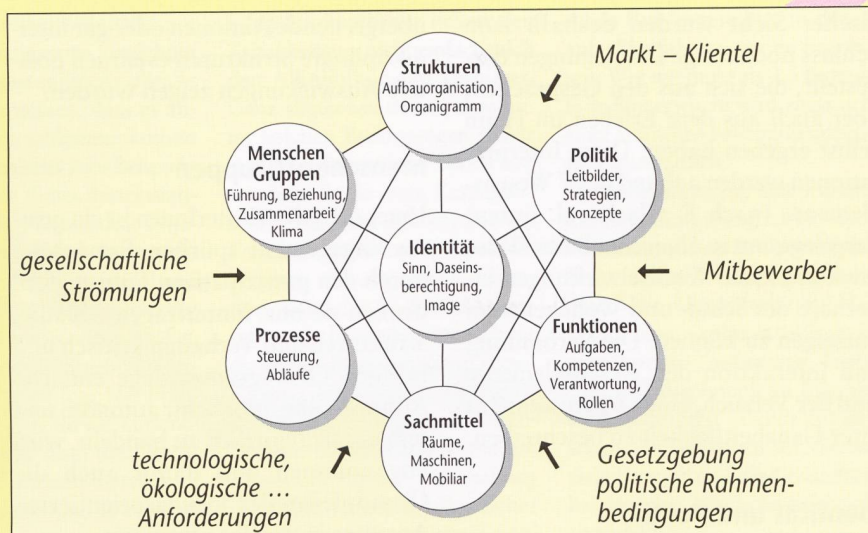 Strukturen
Aufbauorganisation,
Organigramm
Markt – Klientel
Menschen
Gruppen
Führung, Beziehung,
Zusammenarbeit
Klima
Politik
Leitbilder,
Strategien,
Konzepte
Identität
Sinn, Daseins-
berechtigung,
Image
gesellschaftliche
Strömungen
Mitbewerber
Prozesse
Steuerung,
Abläufe
Funktionen
Aufgaben,
Kompetenzen,
Verantwortung,
Rollen
Sachmittel
Räume,
Maschinen,
Mobiliar
technologische,
ökologische ...
Anforderungen
Gesetzgebung
politische Rahmen-
bedingungen